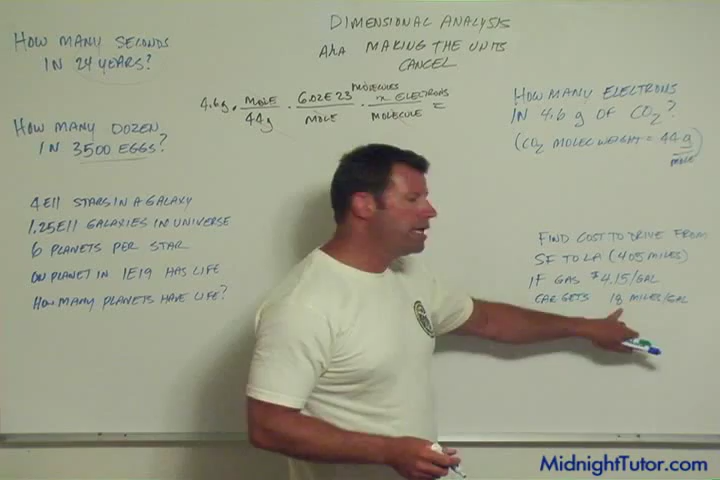 DIMENSIONAL ANALYSIS
AKA MAKING THE UNITS
CANCEL
HOW MANY SECONDS
IN 24 YEARS?
HOW MANY DOZEN
IN 3500 EGGS?
4E11 STARS IN A GALAXY
1.25E11 GALAXIES IN UNIVERSE
6 PLANETS PER STAR
ON PLANET IN 1E19 HAS LIFE
HOW MANY PLANETS HAVE LIFE?
4.6g · MOLE/44g · 6.02E23 MOLECULES/MOLE · ELECTRONS/MOLECULE =
HOW MANY ELECTRONS
IN 4.6 g OF CO2?
(CO2 MOLEC WEIGHT = 44 g/MOLE)
FIND COST TO DRIVE FROM
SF TO LA (405 MILES)
IF GAS $4.15/GAL
CAR GETS 18 MILES/GAL
MidnightTutor.com